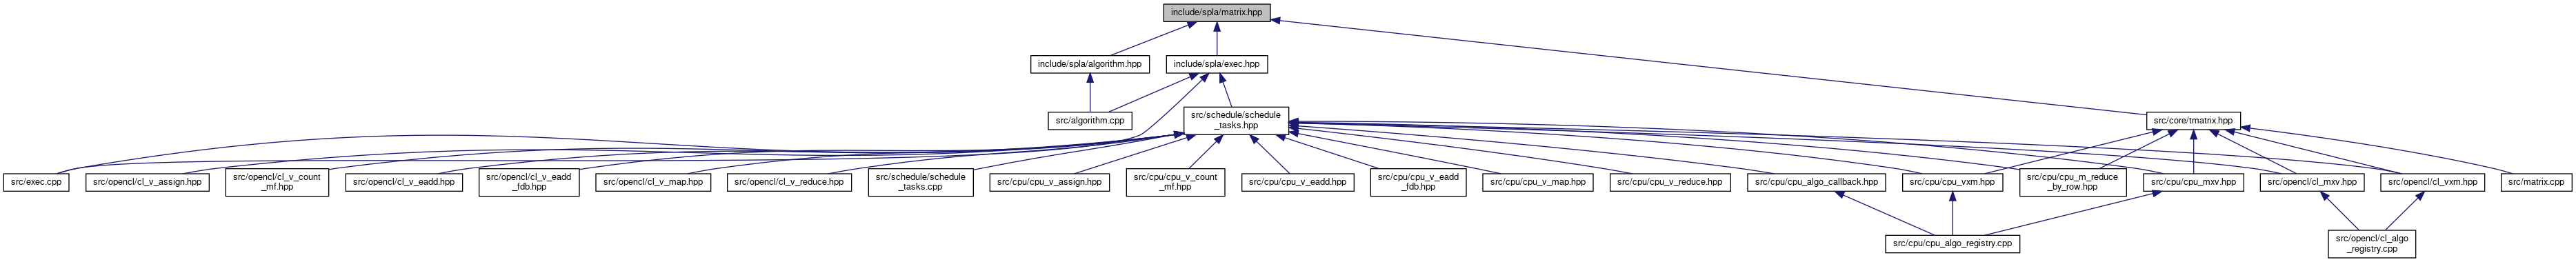 include/spla/matrix.hpp
include/spla/algorithm.hpp
include/spla/exec.hpp
src/algorithm.cpp
src/schedule/schedule
_tasks.hpp
src/core/tmatrix.hpp
src/exec.cpp
src/opencl/cl_v_assign.hpp
src/opencl/cl_v_count
_mf.hpp
src/opencl/cl_v_eadd.hpp
src/opencl/cl_v_eadd
_fdb.hpp
src/opencl/cl_v_map.hpp
src/opencl/cl_v_reduce.hpp
src/schedule/schedule
_tasks.cpp
src/cpu/cpu_v_assign.hpp
src/cpu/cpu_v_count
_mf.hpp
src/cpu/cpu_v_eadd.hpp
src/cpu/cpu_v_eadd
_fdb.hpp
src/cpu/cpu_v_map.hpp
src/cpu/cpu_v_reduce.hpp
src/cpu/cpu_algo_callback.hpp
src/cpu/cpu_vxm.hpp
src/cpu/cpu_m_reduce
_by_row.hpp
src/cpu/cpu_mxv.hpp
src/opencl/cl_mxv.hpp
src/opencl/cl_vxm.hpp
src/matrix.cpp
src/cpu/cpu_algo_registry.cpp
src/opencl/cl_algo
_registry.cpp